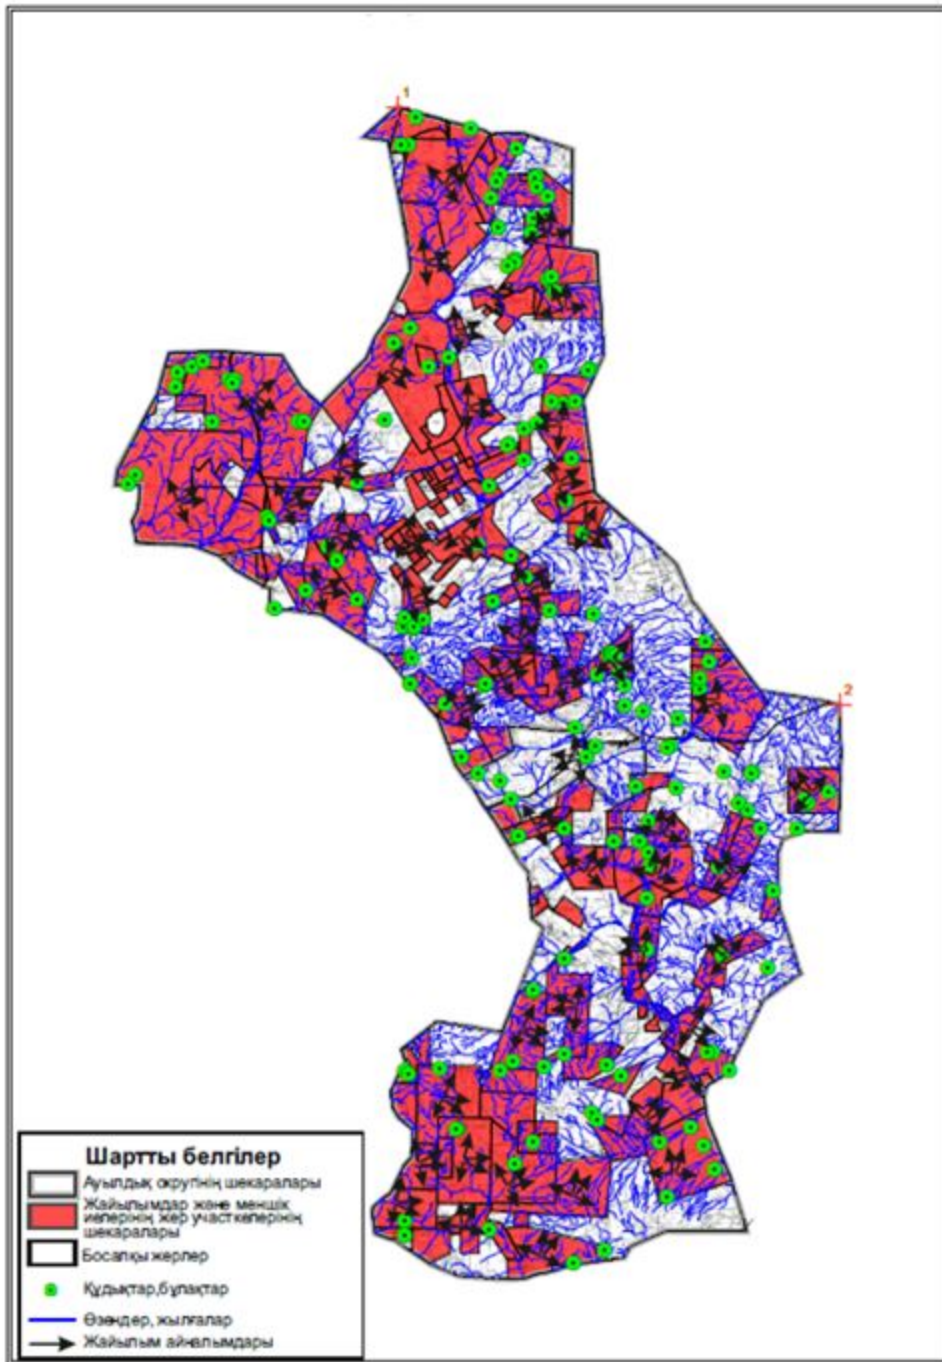 1
2
Шартты белгілер
Ауылдық округінің шекаралары
Жайылымдар және меншік
иелерінің жер участкелерінің
шекаралары
Босалқы жерлер
Құдықтар,бұлақтар
Өзендер, жылғалар
Жайылым айналымдары